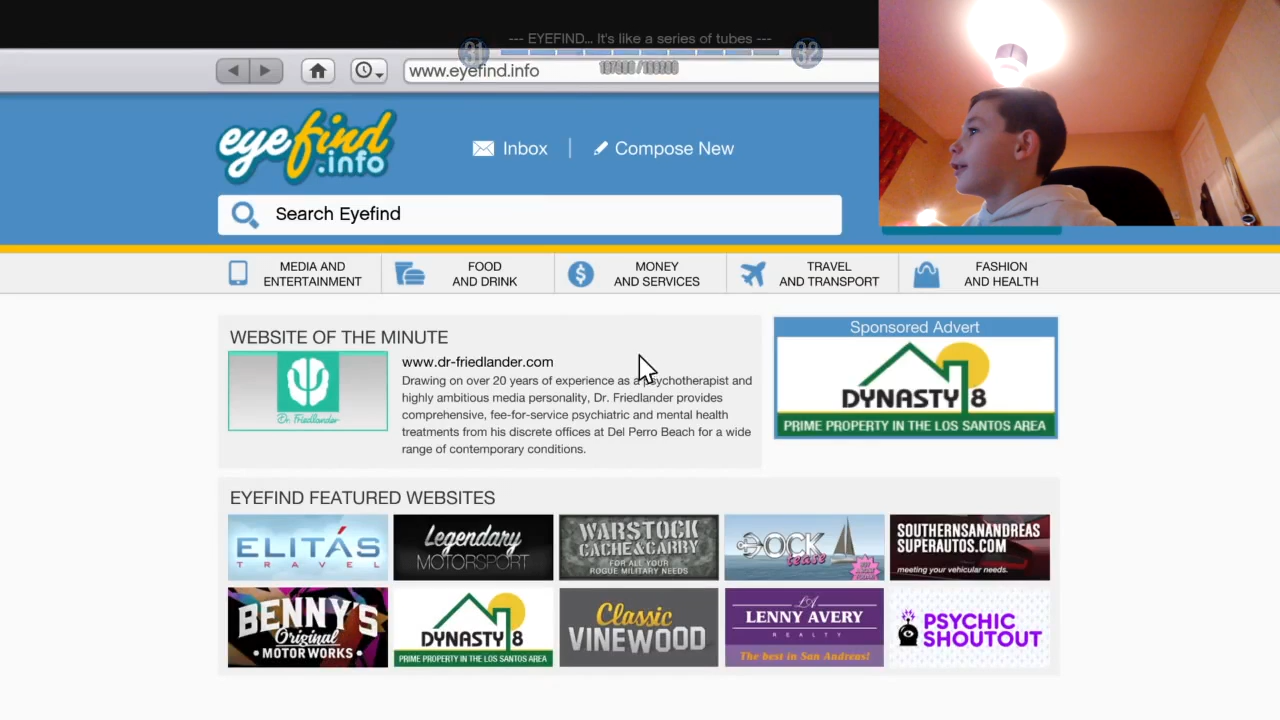 --- EYEFIND... It's like a series of tubes ---
31
32
www.eyefind.info
eyefind
.info
Inbox
Compose New
Search Eyefind
MEDIA AND
ENTERTAINMENT
FOOD
AND DRINK
MONEY
AND SERVICES
TRAVEL
AND TRANSPORT
FASHION
AND HEALTH
WEBSITE OF THE MINUTE
Dr. Friedlander
www.dr-friedlander.com
Drawing on over 20 years of experience as a psychotherapist and
highly ambitious media personality, Dr. Friedlander provides
comprehensive, fee-for-service psychiatric and mental health
treatments from his discrete offices at Del Perro Beach for a wide
range of contemporary conditions.
Sponsored Advert
DYNASTY 8
PRIME PROPERTY IN THE LOS SANTOS AREA
EYEFIND FEATURED WEBSITES
ELITÁS
TRAVEL
Legendary
MOTORSPORT
WARSTOCK
CACHE & CARRY
FOR ALL YOUR
ROGUE MILITARY NEEDS
DOCK
tease
SOUTHERNSANANDREAS
SUPERAUTOS.COM
meeting your vehicular needs.
BENNY'S
Original
• MOTOR WORKS •
DYNASTY 8
PRIME PROPERTY IN THE LOS SANTOS AREA
Classic
VINEWOOD
LA
LENNY AVERY
REALTY
The best in San Andreas!
PSYCHIC
SHOUTOUT